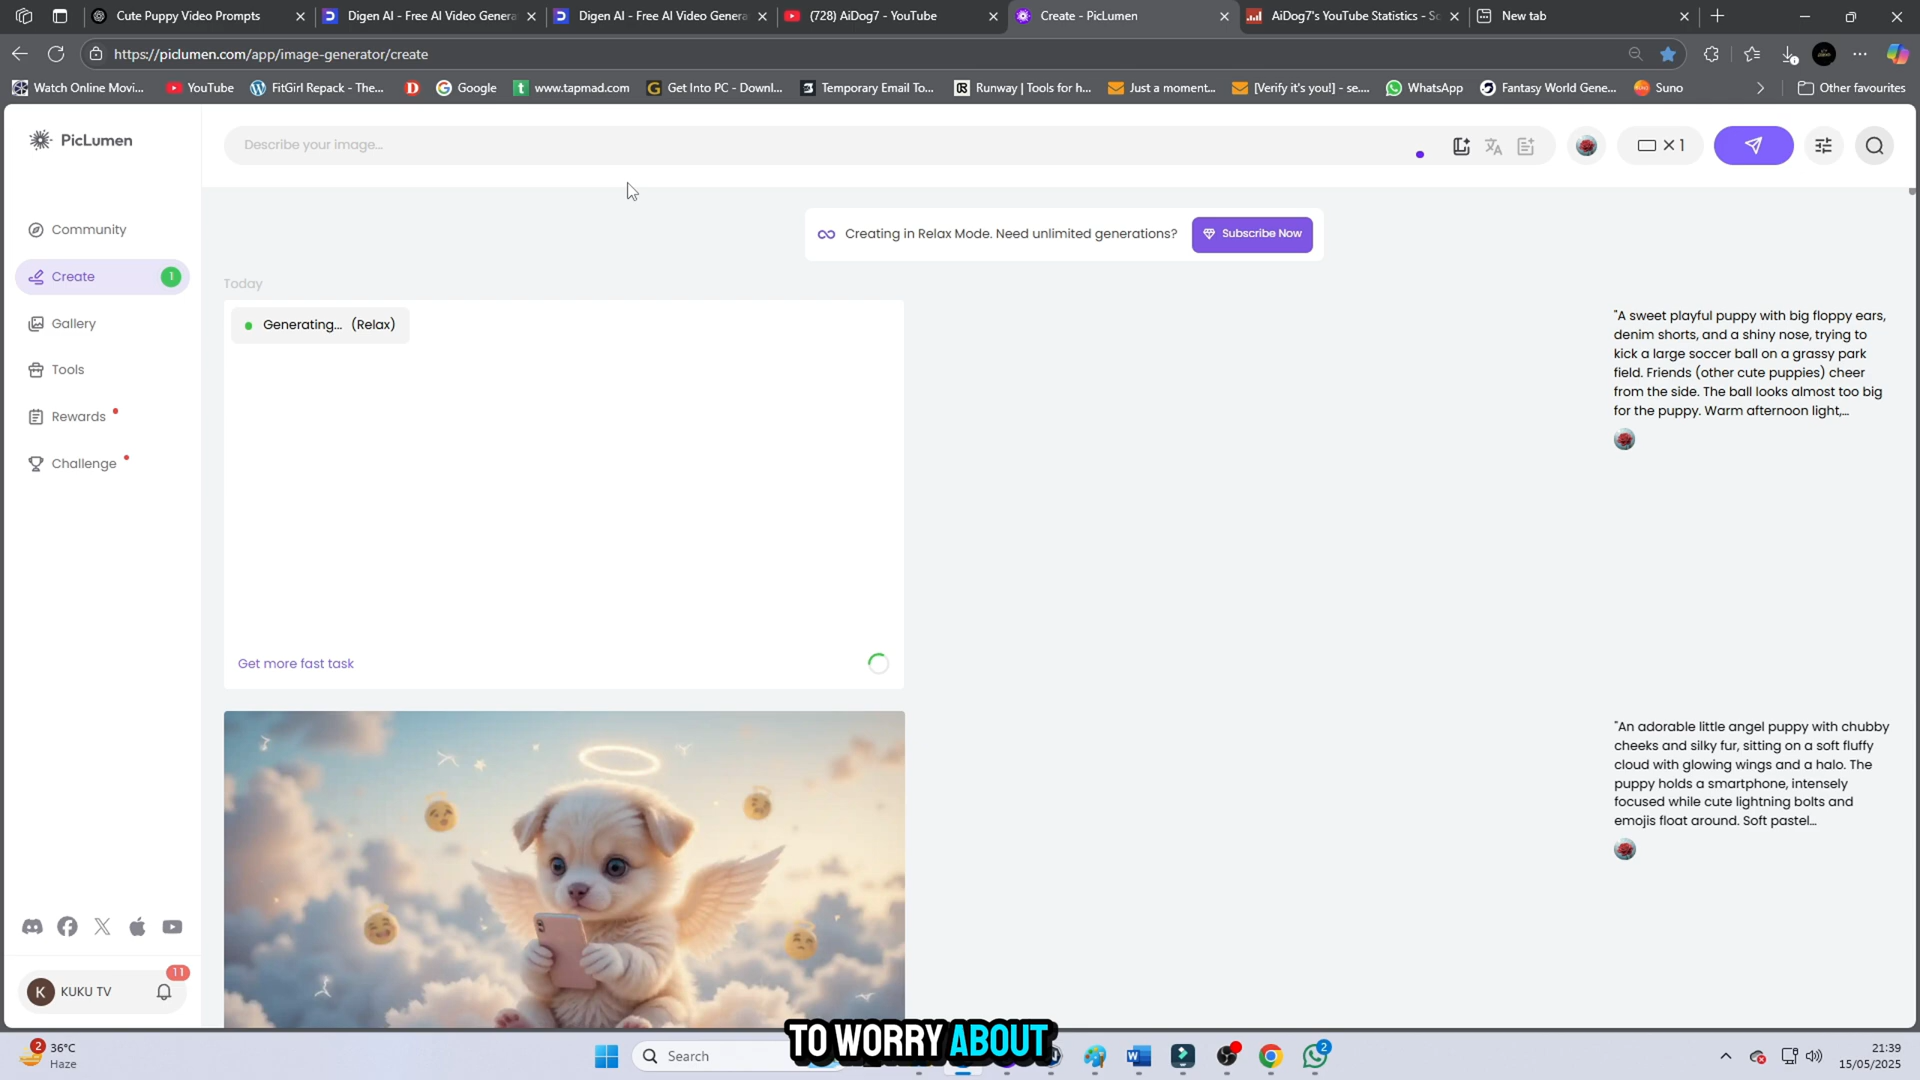 Cute Puppy Video Prompts
Digen AI - Free AI Video Genera
Digen AI - Free AI Video Genera
(728) AiDog7 - YouTube
Create - PicLumen
AiDog7's YouTube Statistics - So
New tab
https://piclumen.com/app/image-generator/create
Watch Online Movi...
YouTube
FitGirl Repack - The...
Google
www.tapmad.com
Get Into PC - Downl...
Temporary Email To...
Runway | Tools for h...
Just a moment...
[Verify it's you!] - se....
WhatsApp
Fantasy World Gene...
Suno
Other favourites
PicLumen
Describe your image...
× 1
Community
Create
1
Gallery
Tools
Rewards
Challenge
Creating in Relax Mode. Need unlimited generations?
Subscribe Now
Today
Generating... (Relax)
Get more fast task
"A sweet playful puppy with big floppy ears,
denim shorts, and a shiny nose, trying to
kick a large soccer ball on a grassy park
field. Friends (other cute puppies) cheer
from the side. The ball looks almost too big
for the puppy. Warm afternoon light,...
"An adorable little angel puppy with chubby
cheeks and silky fur, sitting on a soft fluffy
cloud with glowing wings and a halo. The
puppy holds a smartphone, intensely
focused while cute lightning bolts and
emojis float around. Soft pastel...
K
KUKU TV
11
TO WORRY ABOUT
2
36°C
Haze
Search
2
21:39
15/05/2025